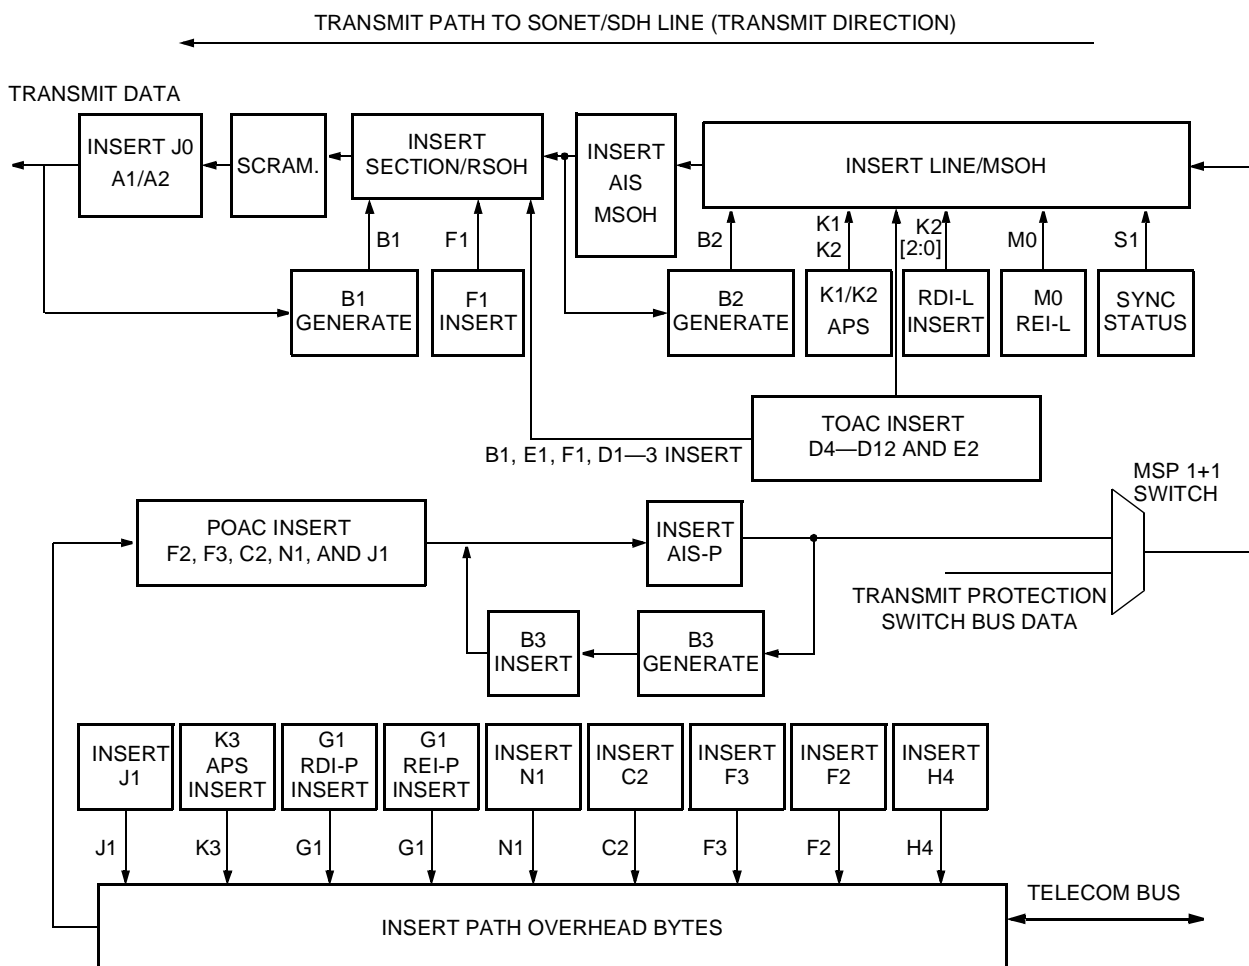 TRANSMIT PATH TO SONET/SDH LINE (TRANSMIT DIRECTION)
TRANSMIT DATA
INSERT J0
A1/A2
SCRAM.
INSERT
SECTION/RSOH
INSERT
AIS
MSOH
INSERT LINE/MSOH
B1
F1
B2
K1
K2
K2
[2:0]
M0
S1
B1
GENERATE
F1
INSERT
B2
GENERATE
K1/K2
APS
RDI-L
INSERT
M0
REI-L
SYNC
STATUS
TOAC INSERT
D4—D12 AND E2
B1, E1, F1, D1—3 INSERT
MSP 1+1
SWITCH
POAC INSERT
F2, F3, C2, N1, AND J1
INSERT
AIS-P
TRANSMIT PROTECTION
SWITCH BUS DATA
B3
INSERT
B3
GENERATE
INSERT
J1
K3
APS
INSERT
G1
RDI-P
INSERT
G1
REI-P
INSERT
INSERT
N1
INSERT
C2
INSERT
F3
INSERT
F2
INSERT
H4
J1
K3
G1
G1
N1
C2
F3
F2
H4
TELECOM BUS
INSERT PATH OVERHEAD BYTES